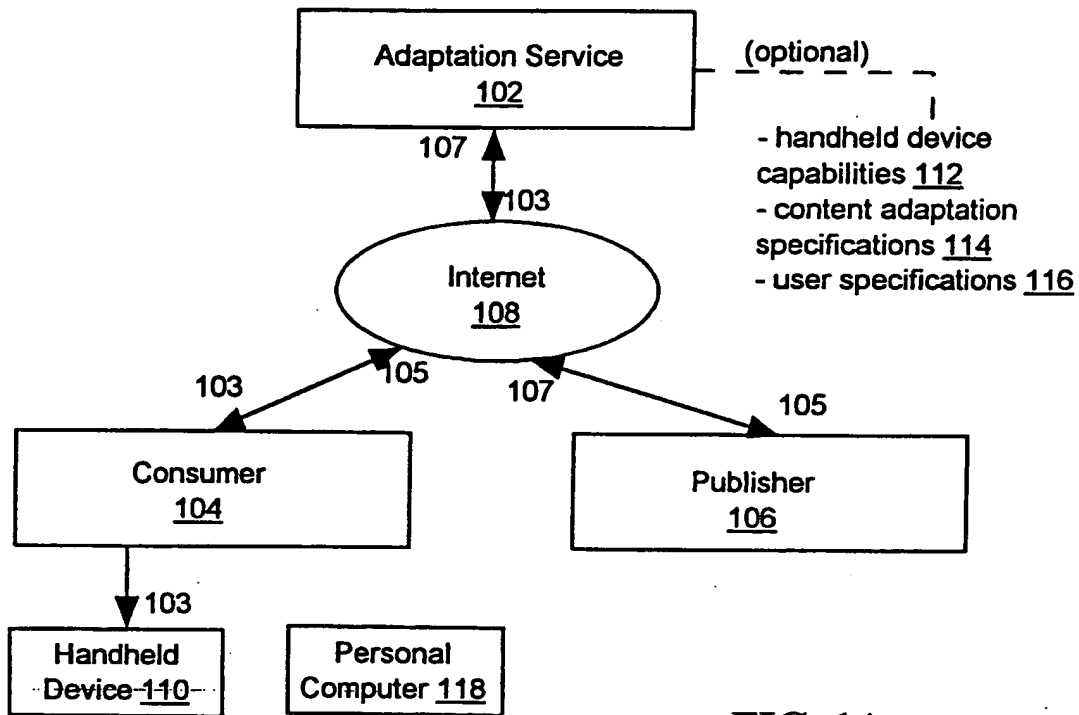 Adaptation Service
102
(optional)
- handheld device
capabilities 112
- content adaptation
specifications 114
- user specifications 116
107
103
Internet
108
103
105
107
105
Consumer
104
Publisher
106
103
Handheld
Device 110
Personal
Computer 118